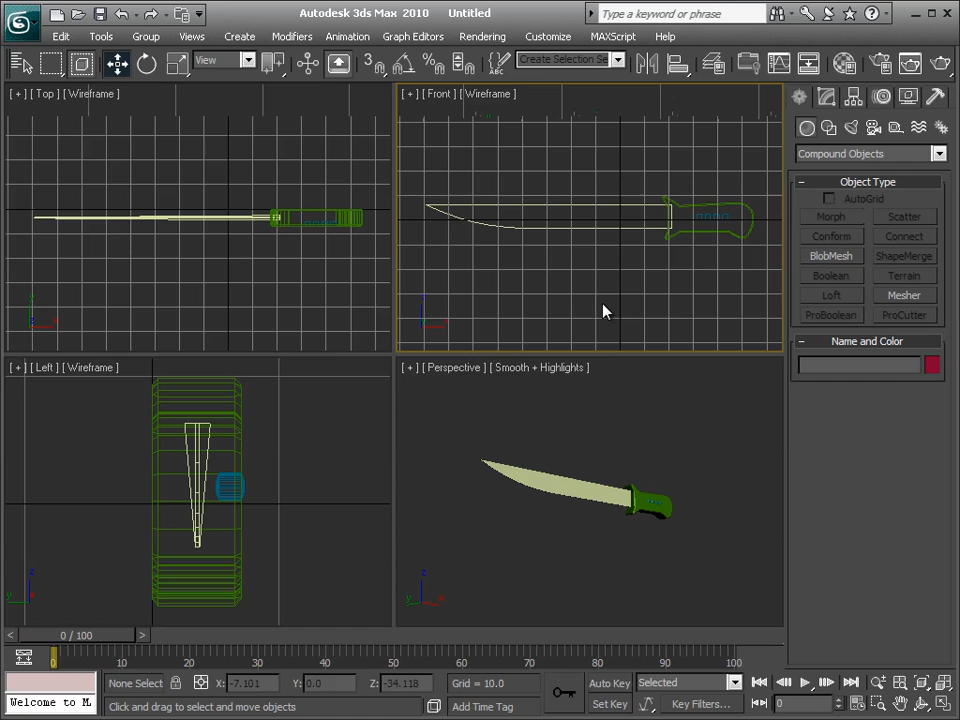 Autodesk 3ds Max 2010 Untitled
Type a keyword or phrase
Edit Tools Group Views Create Modifiers Animation Graph Editors Rendering Customize MAXScript Help
View
Create Selection Se
[ + ] [ Top ] [ Wireframe ]
[ + ] [ Front ] [ Wireframe ]
Compound Objects
Object Type
AutoGrid
Morph Scatter
Conform Connect
BlobMesh ShapeMerge
Boolean Terrain
Loft Mesher
ProBoolean ProCutter
Name and Color
[ + ] [ Left ] [ Wireframe ]
[ + ] [ Perspective ] [ Smooth + Highlights ]
0 / 100
0 10 20 30 40 50 60 70 80 90 100
None Select X: -7.101 Y: 0.0 Z: -34.118 Grid = 10.0 Auto Key Selected
Welcome to M
Click and drag to select and move objects Add Time Tag Set Key Key Filters... 0